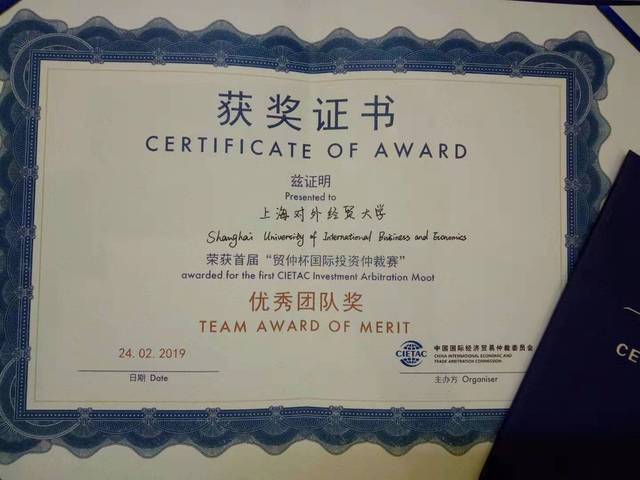 获奖证书
CERTIFICATE OF AWARD
兹证明
Presented to
上海对外经贸大学
Shanghai University of International Business and Economics
荣获首届“贸仲杯国际投资仲裁赛”
awarded for the first CIETAC Investment Arbitration Moot
优秀团队奖
TEAM AWARD OF MERIT
24. 02. 2019
日期 Date
CIETAC
中国国际经济贸易仲裁委员会
CHINA INTERNATIONAL ECONOMIC AND
TRADE ARBITRATION COMMISSION
主办方 Organiser
CE